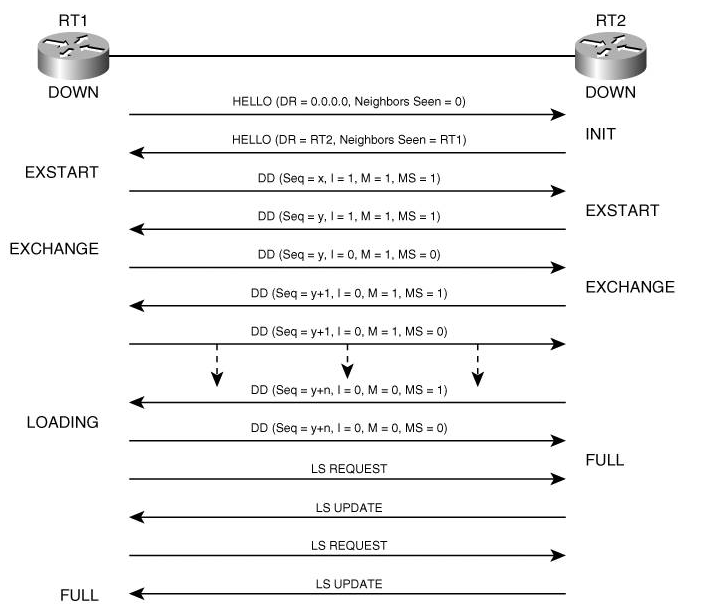 RT1
RT2
DOWN
DOWN
HELLO (DR = 0.0.0.0, Neighbors Seen = 0)
INIT
HELLO (DR = RT2, Neighbors Seen = RT1)
EXSTART
DD (Seq = x, I = 1, M = 1, MS = 1)
EXSTART
DD (Seq = y, I = 1, M = 1, MS = 1)
EXCHANGE
DD (Seq = y, I = 0, M = 1, MS = 0)
EXCHANGE
DD (Seq = y+1, I = 0, M = 1, MS = 1)
DD (Seq = y+1, I = 0, M = 1, MS = 0)
DD (Seq = y+n, I = 0, M = 0, MS = 1)
LOADING
DD (Seq = y+n, I = 0, M = 0, MS = 0)
FULL
LS REQUEST
LS UPDATE
LS REQUEST
LS UPDATE
FULL